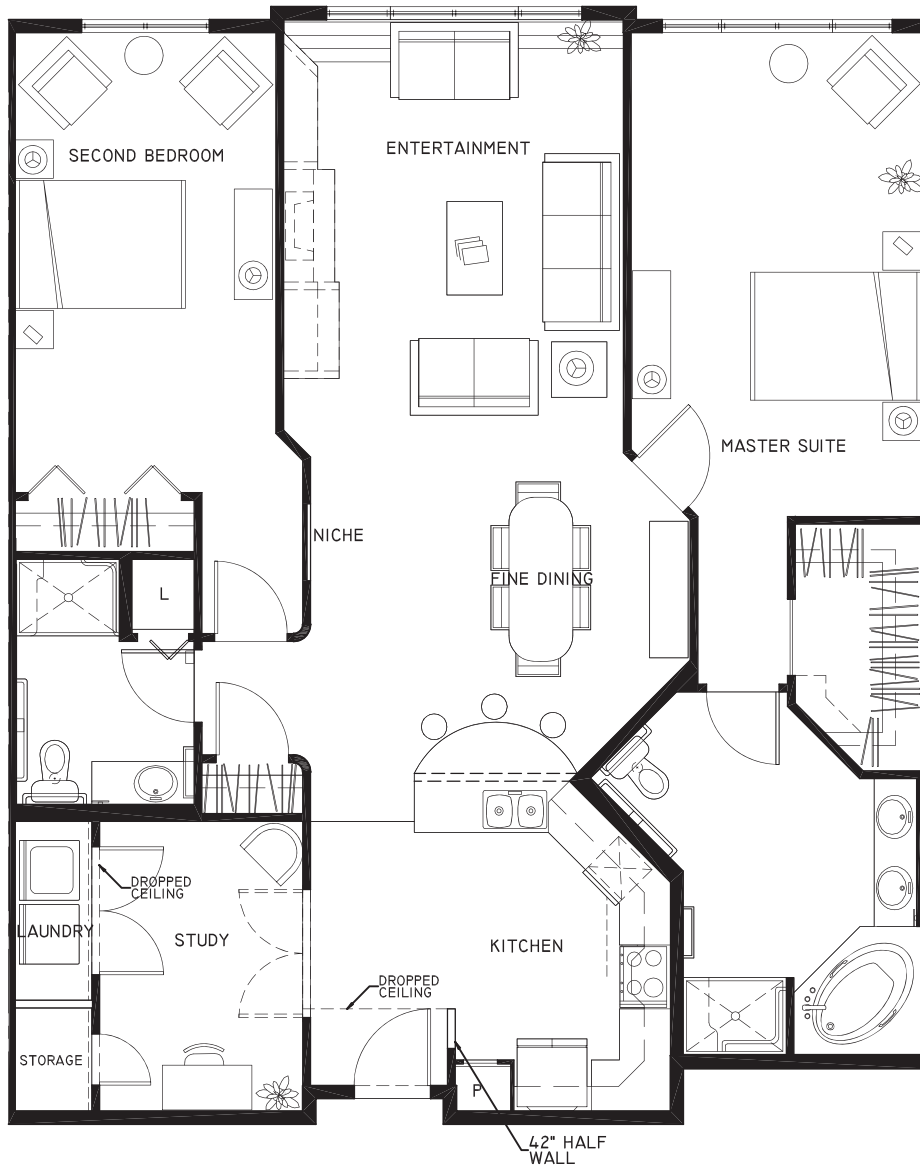 ENTERTAINMENT
SECOND BEDROOM
MASTER SUITE
NICHE
FINE DINING
L
DROPPED
CEILING
LAUNDRY
STUDY
KITCHEN
DROPPED
CEILING
STORAGE
P
42" HALF
WALL